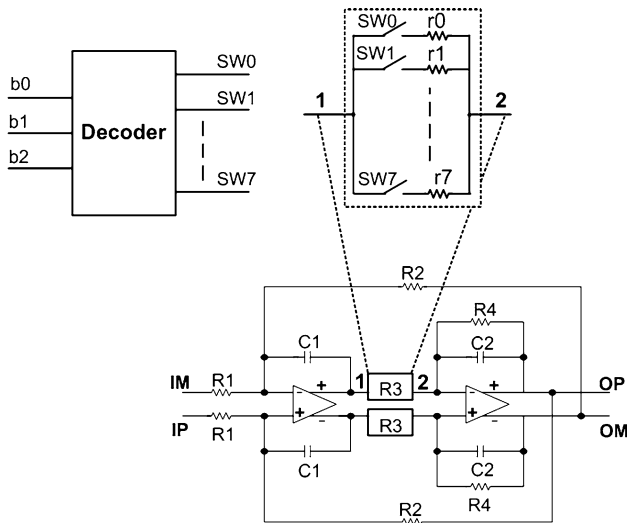 SW0 r0
SW1 r1
1 2
SW7 r7
b0
b1
b2
Decoder
SW0
SW1
SW7
R2
R4
C1 C2
IM R1 - + 1 R3 2 - + OP
IP R1 + - R3 + - OM
C1 C2
R4
R2